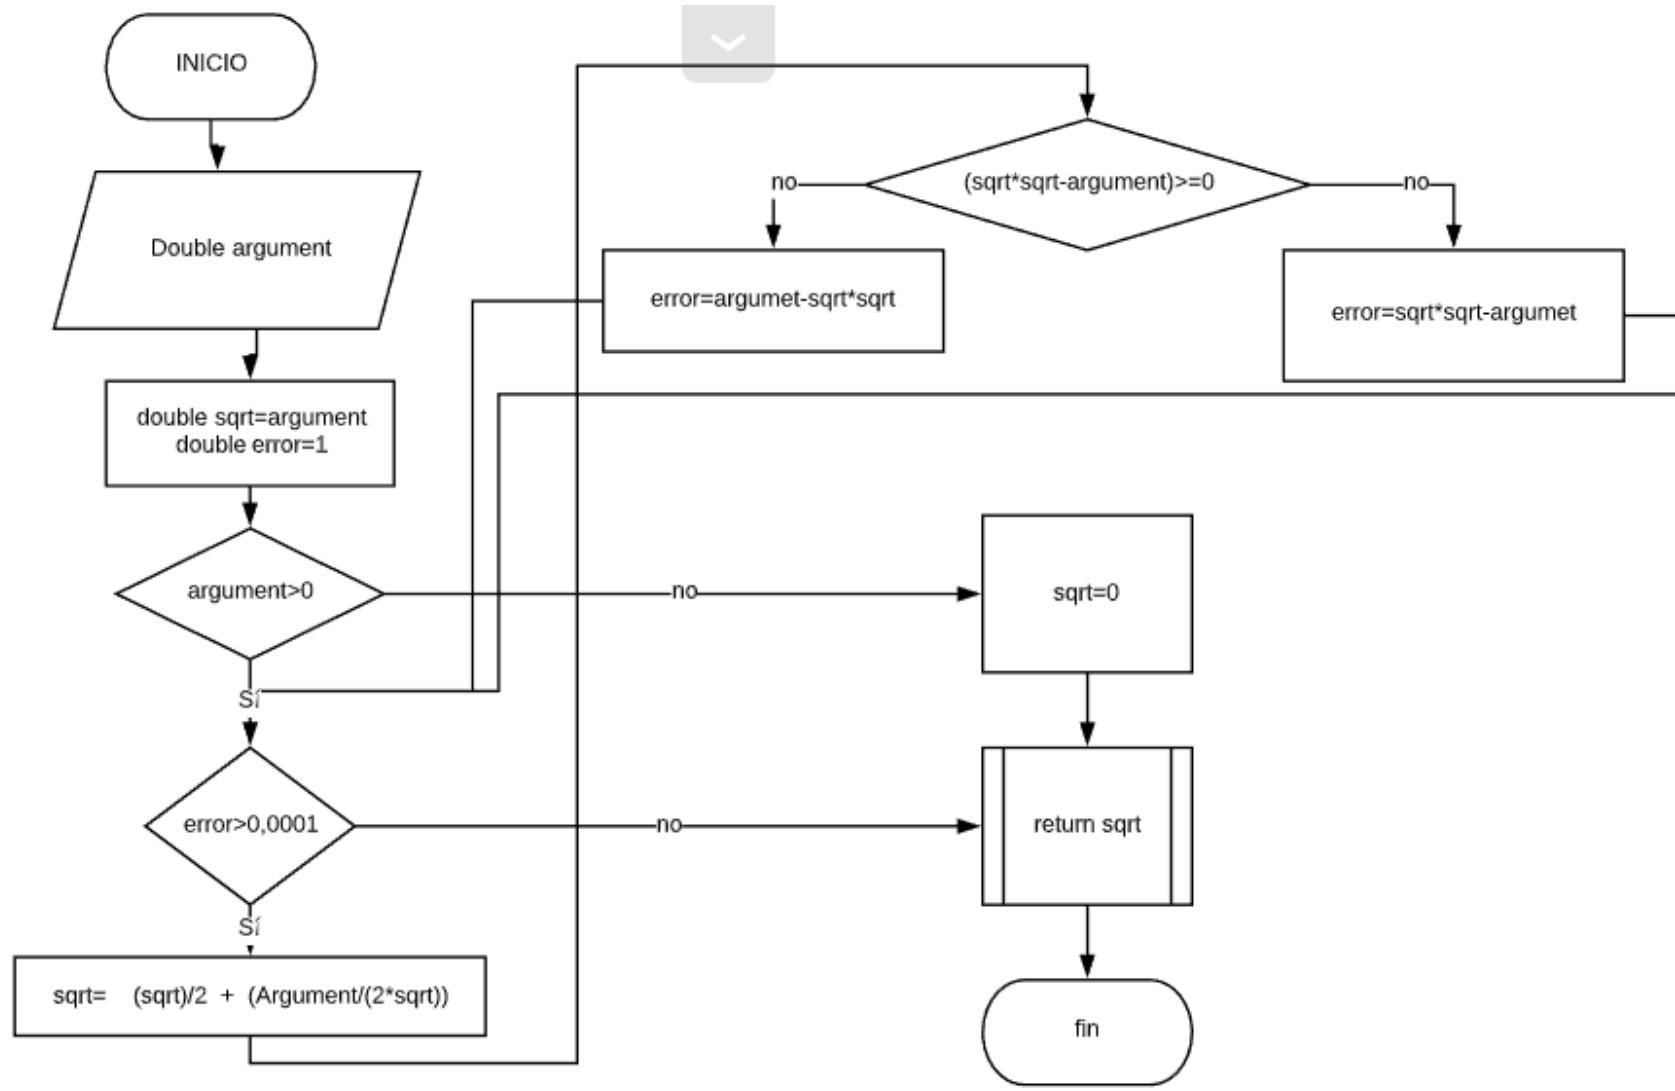 INICIO
Double argument
double sqrt=argument
double error=1
argument>0
no
Sí
error>0,0001
no
Sí
sqrt= (sqrt)/2 + (Argument/(2*sqrt))
(sqrt*sqrt-argument)>=0
no
no
error=argumet-sqrt*sqrt
error=sqrt*sqrt-argumet
sqrt=0
return sqrt
fin